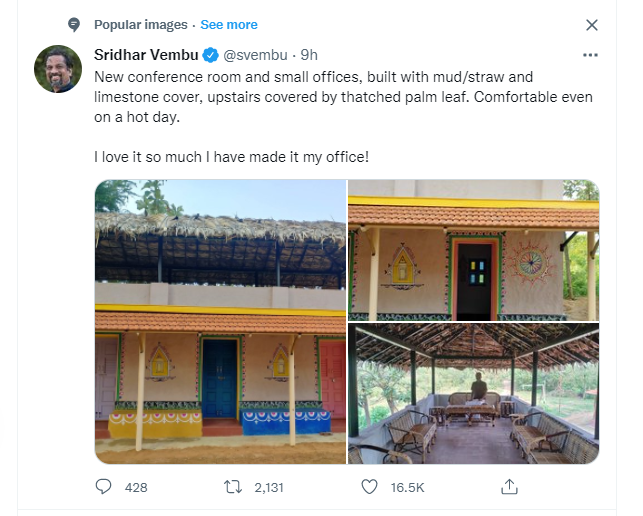 Popular images · See more
Sridhar Vembu @svembu · 9h
New conference room and small offices, built with mud/straw and
limestone cover, upstairs covered by thatched palm leaf. Comfortable even
on a hot day.
I love it so much I have made it my office!
428 2,131 16.5K